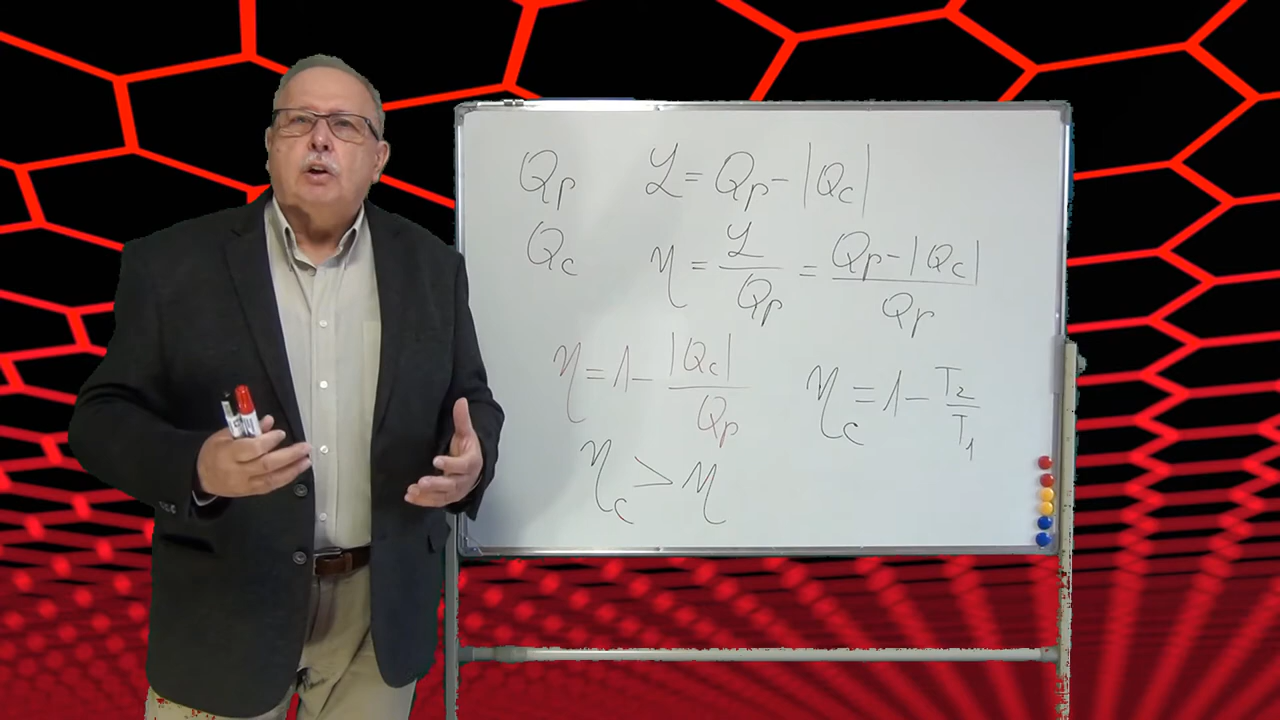 Qp L = Qp - |Qc|
Qc η = L/Qp = (Qp - |Qc|)/Qp
η = 1 - |Qc|/Qp ηc = 1 - T2/T1
ηc > η